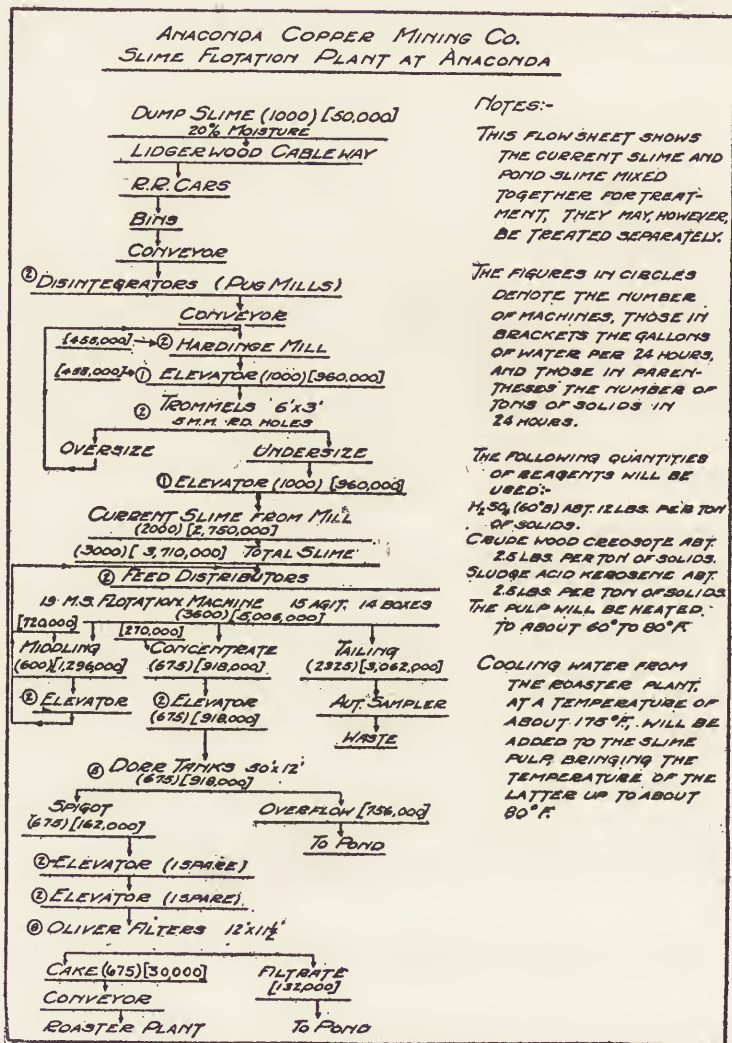 ANACONDA COPPER MINING CO.
SLIME FLOTATION PLANT AT ANACONDA
DUMP SLIME (1000) [50,000]
20% MOISTURE
LIDGERWOOD CABLEWAY
R.R. CARS
BINS
CONVEYOR
② DISINTEGRATORS (PUG MILLS)
CONVEYOR
[455,000] ② HARDINGE MILL
[455,000] ① ELEVATOR (1000) [960,000]
② TROMMELS 6'X3'
5 M.M. RD. HOLES
OVERSIZE UNDERSIZE
① ELEVATOR (1000) [960,000]
CURRENT SLIME FROM MILL
(2000) [2,750,000]
(3000) [3,710,000] TOTAL SLIME
② FEED DISTRIBUTORS
15 M.S. FLOTATION MACHINE 15 AGIT. 14 BOXES
(3600) [5,006,000]
[720,000] [270,000]
MIDDLING CONCENTRATE TAILING
(600) [1,296,000] (675) [918,000] (2325) [3,062,000]
② ELEVATOR ② ELEVATOR AUT. SAMPLER
(675) [918,000]
WASTE
DORR TANKS 50'X12'
(675) [918,000]
SPIGOT OVERFLOW [756,000]
(675) [162,000]
TO POND
② ELEVATOR (1 SPARE)
② ELEVATOR (1 SPARE)
⑧ OLIVER FILTERS 12'X11½'
CAKE (675) [30,000] FILTRATE
[132,000]
CONVEYOR
ROASTER PLANT TO POND
NOTES:-
THIS FLOW SHEET SHOWS
THE CURRENT SLIME AND
POND SLIME MIXED
TOGETHER FOR TREAT-
MENT, THEY MAY, HOWEVER,
BE TREATED SEPARATELY.
THE FIGURES IN CIRCLES
DENOTE THE NUMBER
OF MACHINES, THOSE IN
BRACKETS THE GALLONS
OF WATER PER 24 HOURS,
AND THOSE IN PAREN-
THESES THE NUMBER OF
TONS OF SOLIDS IN
24 HOURS.
THE FOLLOWING QUANTITIES
OF REAGENTS WILL BE
USED:-
H₂SO₄ (60°B) ABT. 12 LBS. PER TON
OF SOLIDS.
CRUDE WOOD CREOSOTE ABT.
2.5 LBS. PER TON OF SOLIDS.
SLUDGE ACID KEROSENE ABT.
2.5 LBS. PER TON OF SOLIDS.
THE PULP WILL BE HEATED
TO ABOUT 60° TO 80°F.
COOLING WATER FROM
THE ROASTER PLANT,
AT A TEMPERATURE OF
ABOUT 175°F, WILL BE
ADDED TO THE SLIME
PULP, BRINGING THE
TEMPERATURE OF THE
LATTER UP TO ABOUT
80°F.